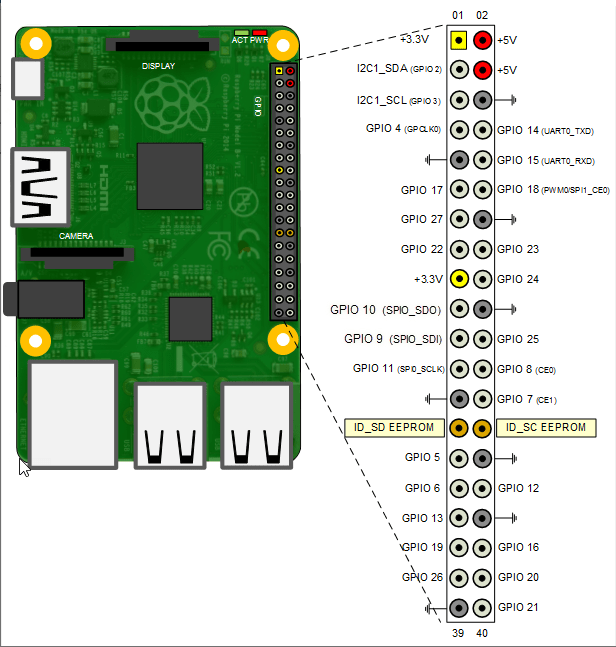 01 02
+3.3V +5V
I2C1_SDA (GPIO 2) +5V
I2C1_SCL (GPIO 3)
GPIO 4 (GPCLK0) GPIO 14 (UART0_TXD)
GPIO 15 (UART0_RXD)
GPIO 17 GPIO 18 (PWM0/SPI1_CE0)
GPIO 27
GPIO 22 GPIO 23
+3.3V GPIO 24
GPIO 10 (SPIO_SDO)
GPIO 9 (SPIO_SDI) GPIO 25
GPIO 11 (SPI0_SCLK) GPIO 8 (CE0)
GPIO 7 (CE1)
ID_SD EEPROM ID_SC EEPROM
GPIO 5
GPIO 6 GPIO 12
GPIO 13
GPIO 19 GPIO 16
GPIO 26 GPIO 20
GPIO 21
39 40
ACT PWR
DISPLAY
GPIO
HDMI
CAMERA
FC